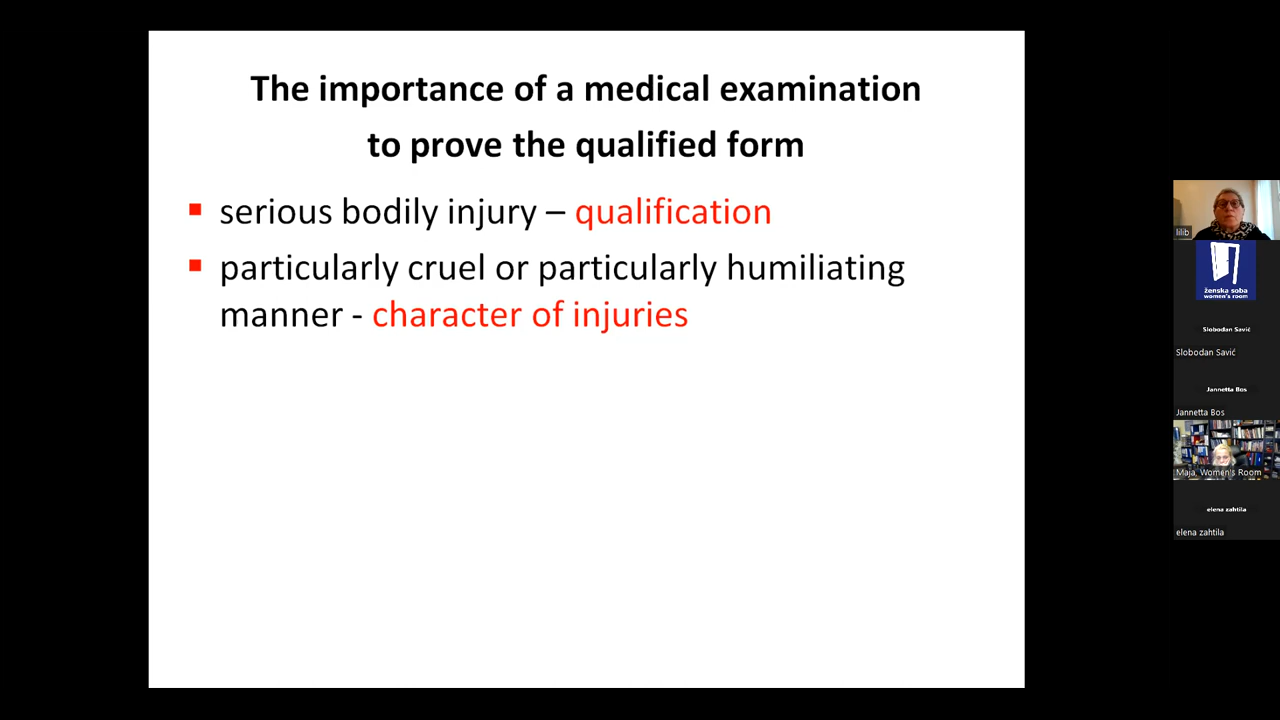 The importance of a medical examination
to prove the qualified form
▪ serious bodily injury – qualification
▪ particularly cruel or particularly humiliating
manner - character of injuries
lilib
ženska soba
women's room
Slobodan Savić
Slobodan Savić
Jannetta Bos
Jannetta Bos
Maja, Women's Room
elena zahtila
elena zahtila